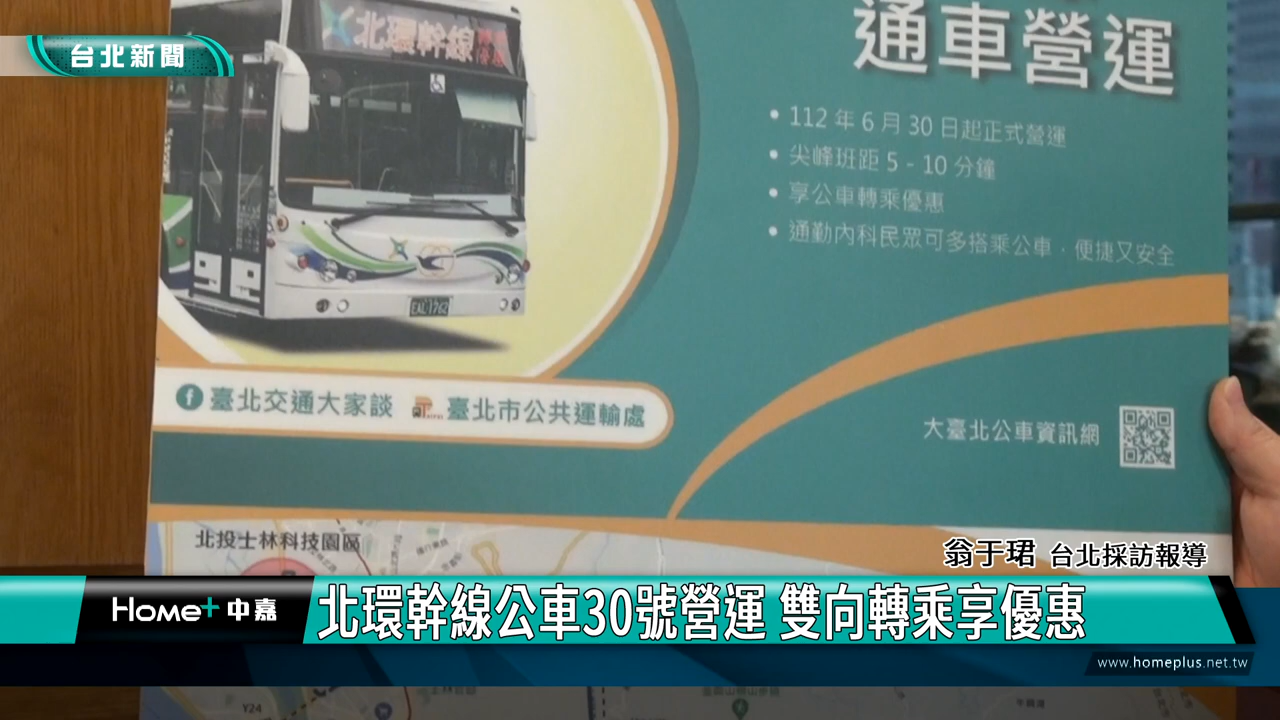 台北新聞
北環幹線
通車營運
• 112 年 6 月 30 日起正式營運
• 尖峰班距 5 - 10 分鐘
• 享公車轉乘優惠
• 通勤內科民眾可多搭乘公車，便捷又安全
臺北交通大家談
臺北市公共運輸處
大臺北公車資訊網
北投士林科技園區
翁于珺 台北採訪報導
Home+ 中嘉
北環幹線公車30號營運 雙向轉乘享優惠
www.homeplus.net.tw
Y24